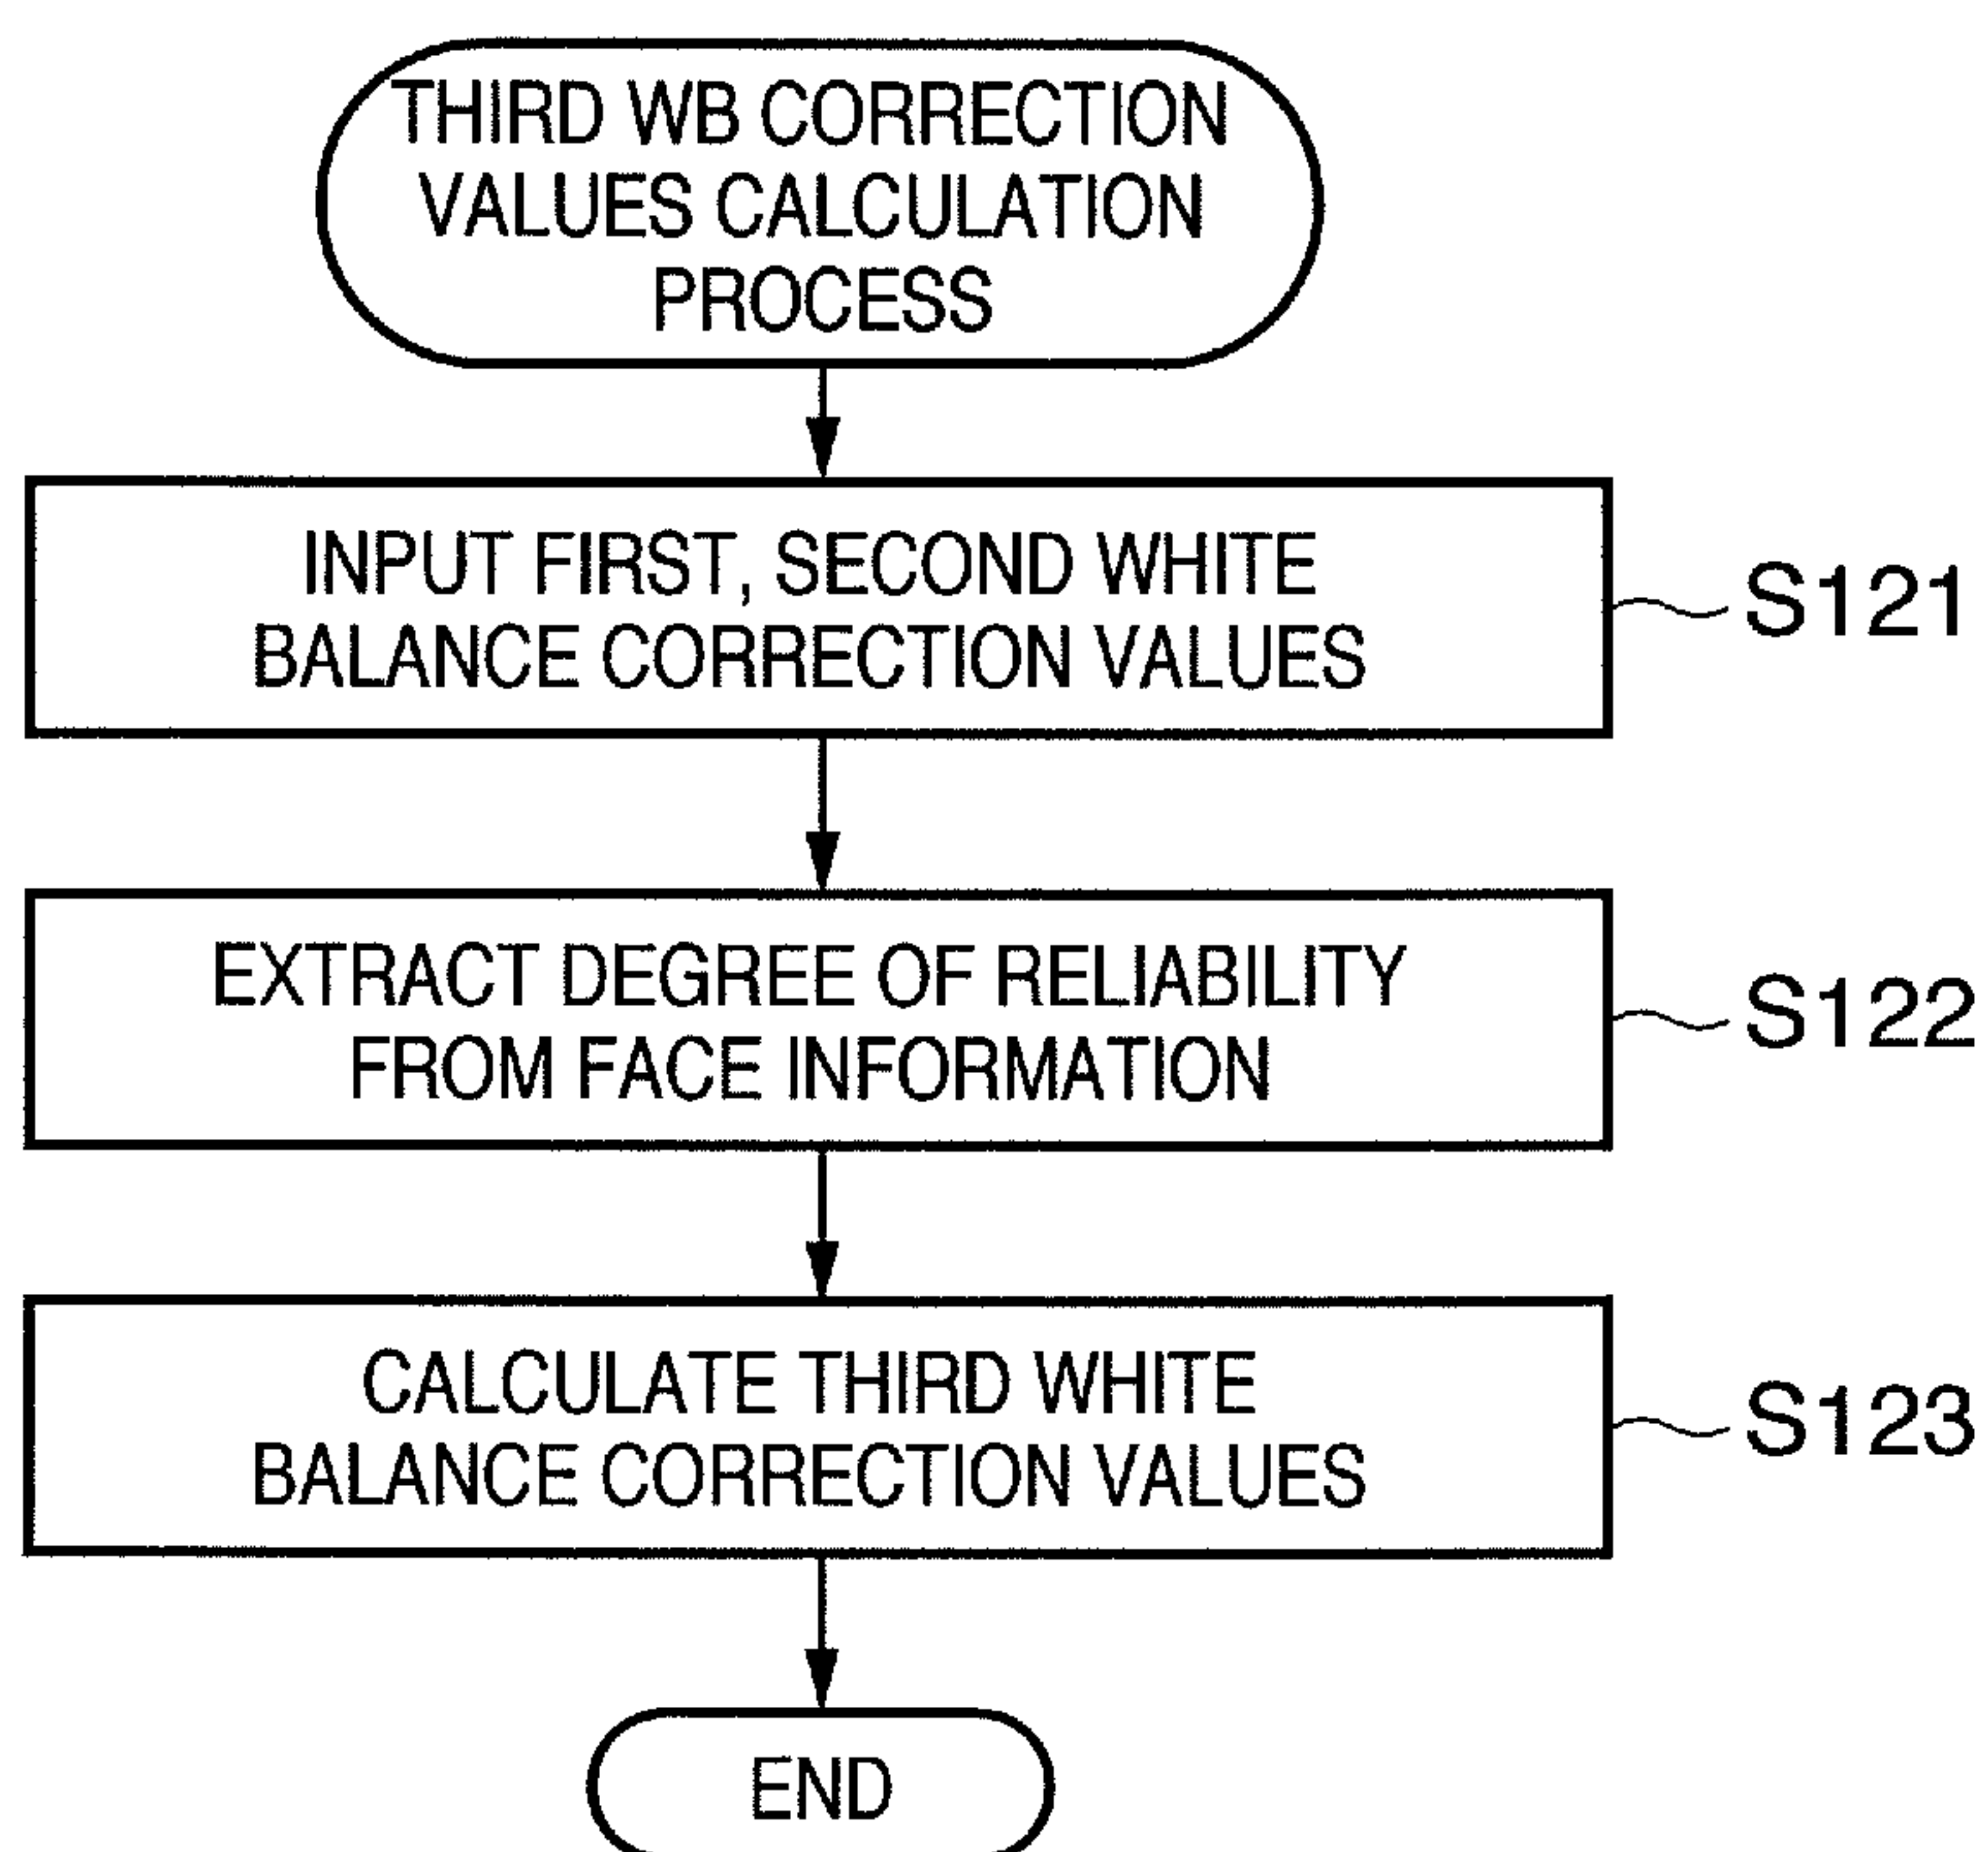 THIRD WB CORRECTION
VALUES CALCULATION
PROCESS
INPUT FIRST, SECOND WHITE
BALANCE CORRECTION VALUES
S121
EXTRACT DEGREE OF RELIABILITY
FROM FACE INFORMATION
S122
CALCULATE THIRD WHITE
BALANCE CORRECTION VALUES
S123
END